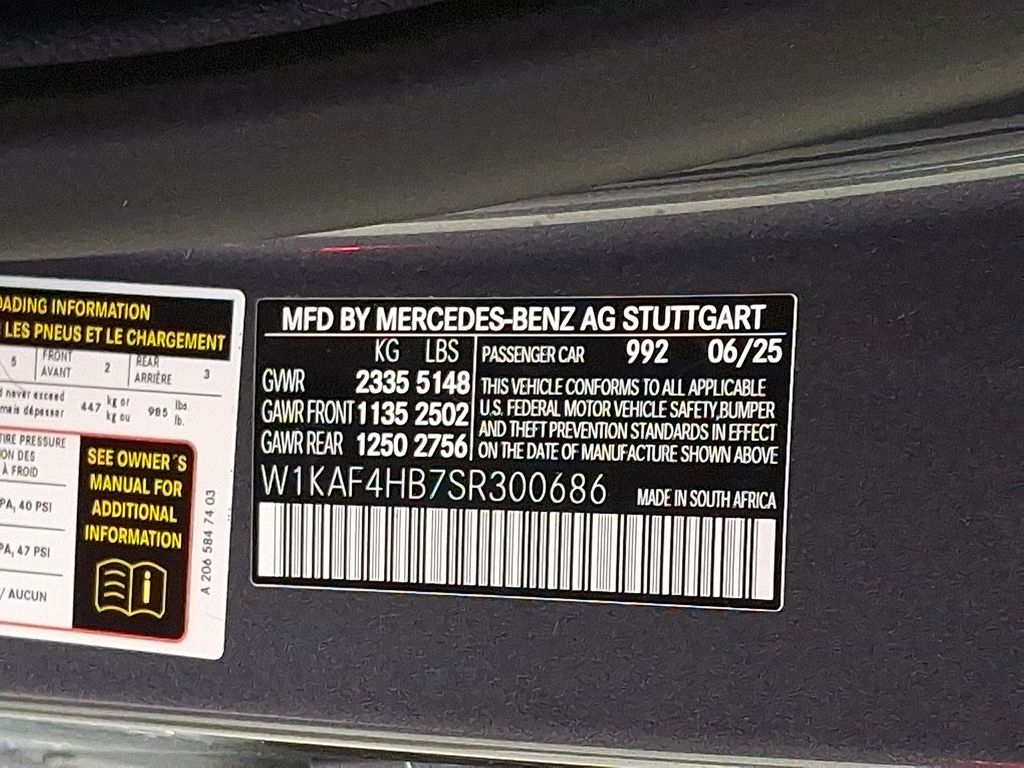 ADING INFORMATION
LES PNEUS ET LE CHARGEMENT
5 FRONT AVANT 2 REAR ARRIÈRE 3
never exceed
mais dépasser 447 kg or kg ou 985 lbs. lb.
TIRE PRESSURE
ON DES
À FROID
PA, 40 PSI
PA, 47 PSI
/ AUCUN
SEE OWNER´S
MANUAL FOR
ADDITIONAL
INFORMATION
A 206 584 74 03
MFD BY MERCEDES-BENZ AG STUTTGART
KG LBS
GVWR 2335 5148
GAWR FRONT 1135 2502
GAWR REAR 1250 2756
PASSENGER CAR 992 06/25
THIS VEHICLE CONFORMS TO ALL APPLICABLE
U.S. FEDERAL MOTOR VEHICLE SAFETY,BUMPER
AND THEFT PREVENTION STANDARDS IN EFFECT
ON THE DATE OF MANUFACTURE SHOWN ABOVE
W1KAF4HB7SR300686 MADE IN SOUTH AFRICA